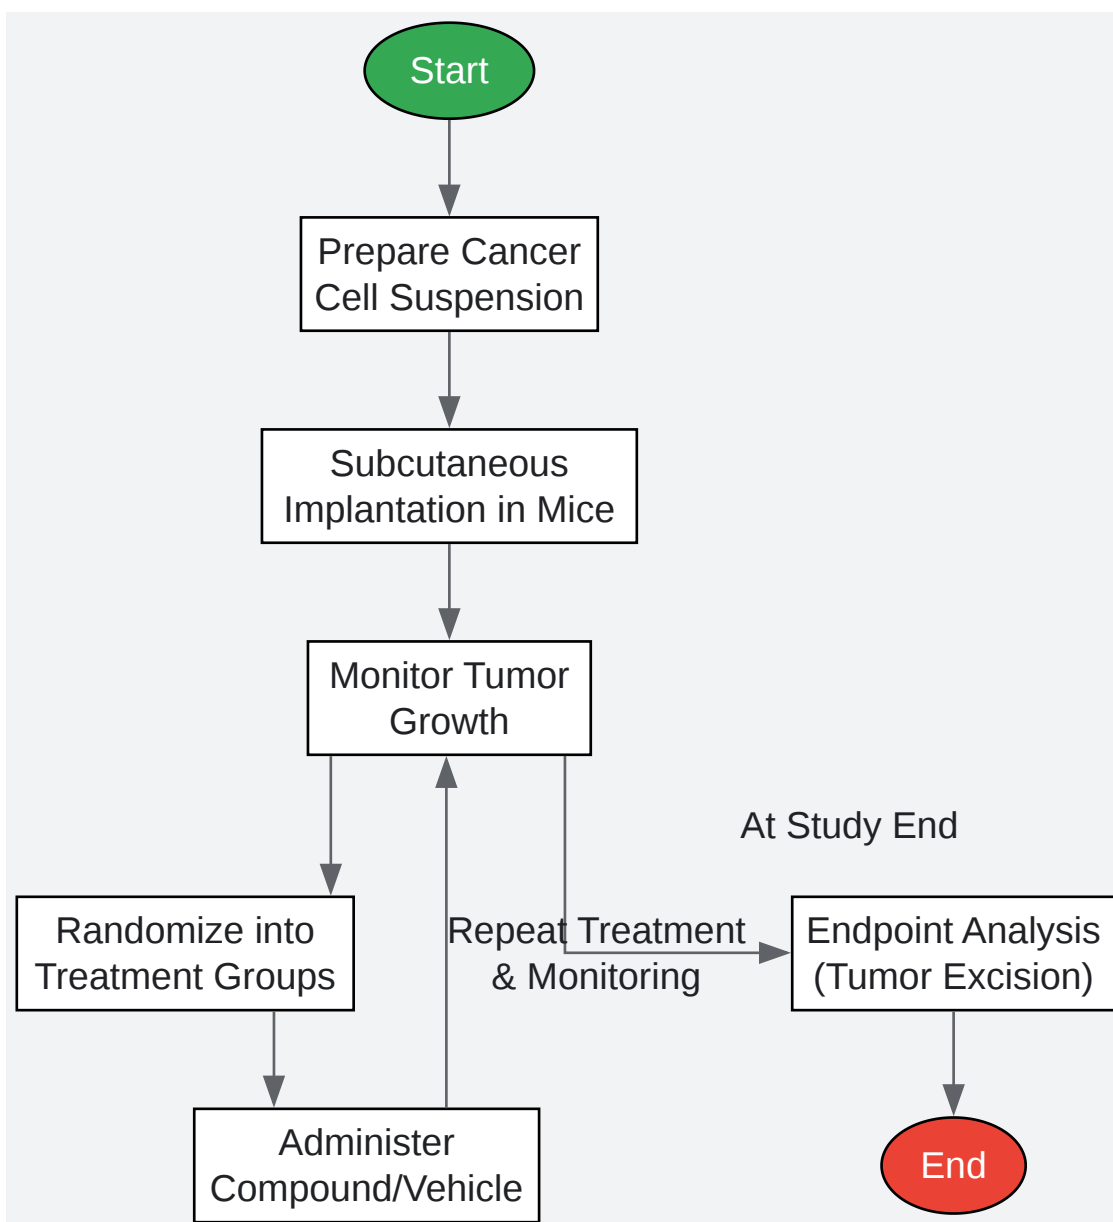 Start
Prepare Cancer
Cell Suspension
Subcutaneous
Implantation in Mice
Monitor Tumor
Growth
At Study End
Randomize into
Treatment Groups
Repeat Treatment
& Monitoring
Endpoint Analysis
(Tumor Excision)
Administer
Compound/Vehicle
End